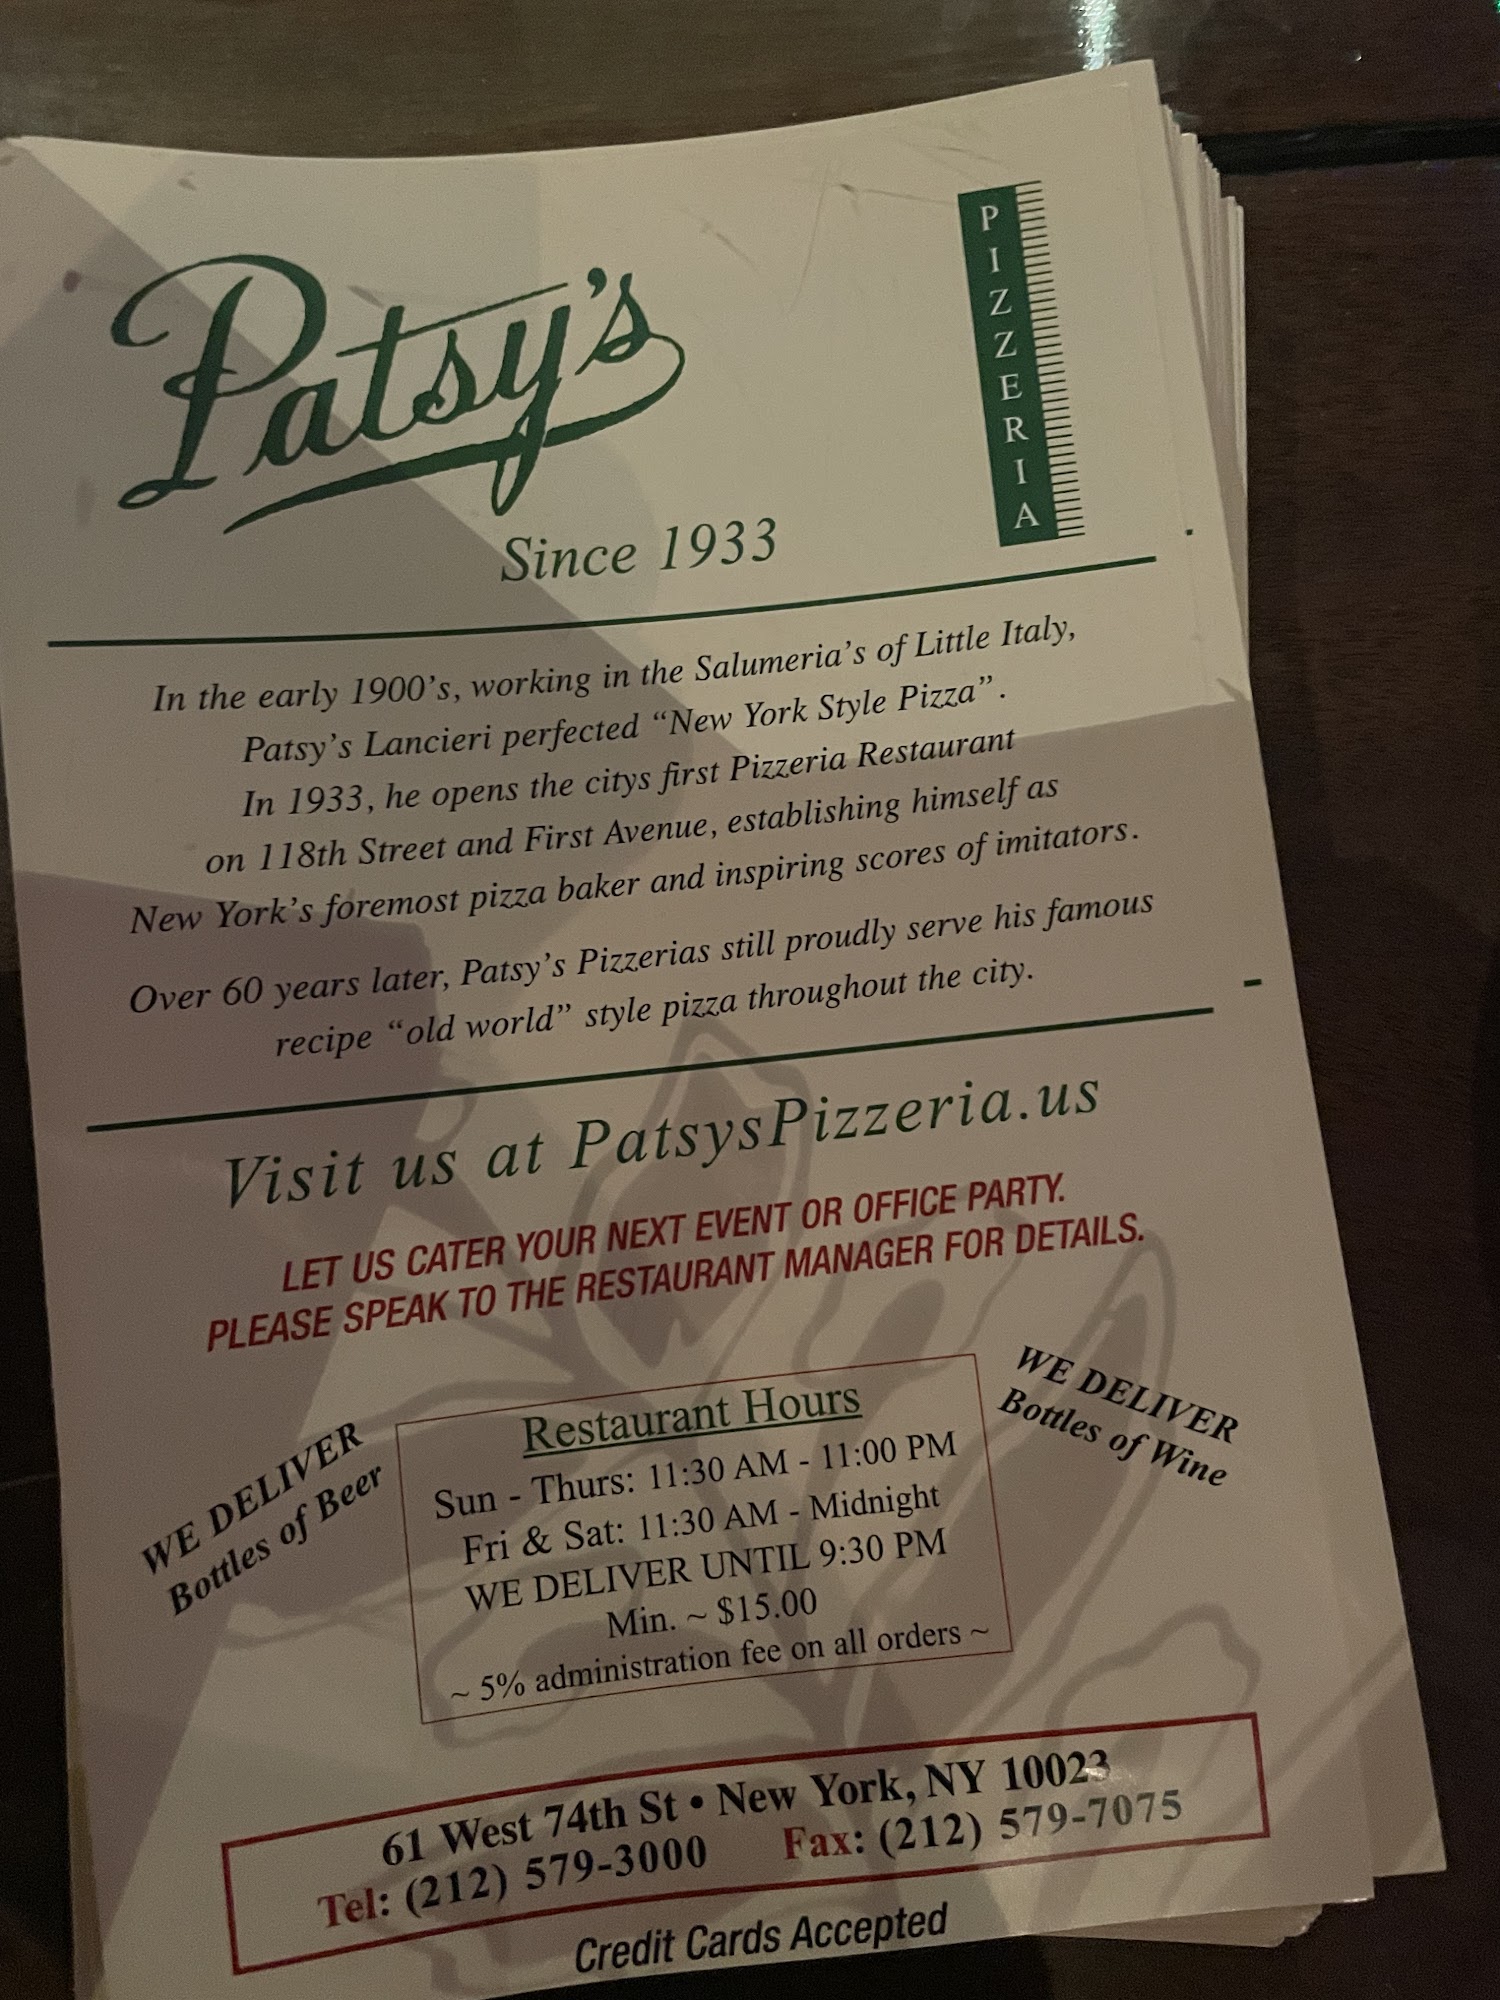 Patsy's
PIZZERIA
Since 1933
In the early 1900's, working in the Salumeria's of Little Italy,
Patsy's Lancieri perfected “New York Style Pizza”.
In 1933, he opens the citys first Pizzeria Restaurant
on 118th Street and First Avenue, establishing himself as
New York's foremost pizza baker and inspiring scores of imitators.
Over 60 years later, Patsy's Pizzerias still proudly serve his famous
recipe “old world” style pizza throughout the city.
Visit us at PatsysPizzeria.us
LET US CATER YOUR NEXT EVENT OR OFFICE PARTY.
PLEASE SPEAK TO THE RESTAURANT MANAGER FOR DETAILS.
WE DELIVER
Bottles of Beer
Restaurant Hours
Sun - Thurs: 11:30 AM - 11:00 PM
Fri & Sat: 11:30 AM - Midnight
WE DELIVER UNTIL 9:30 PM
Min. ~ $15.00
~ 5% administration fee on all orders ~
WE DELIVER
Bottles of Wine
61 West 74th St • New York, NY 10023
Tel: (212) 579-3000 Fax: (212) 579-7075
Credit Cards Accepted